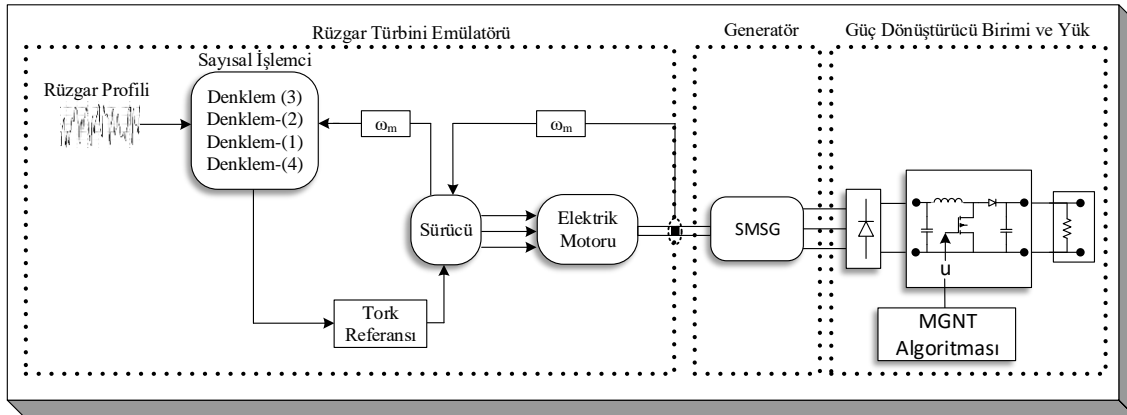 Rüzgar Türbini Emülatörü
Generatör
Güç Dönüştürücü Birimi ve Yük
Sayısal İşlemci
Rüzgar Profili
Denklem (3)
Denklem-(2)
Denklem-(1)
Denklem-(4)
ωm
ωm
Sürücü
Elektrik
Motoru
SMSG
u
Tork
Referansı
MGNT
Algoritması